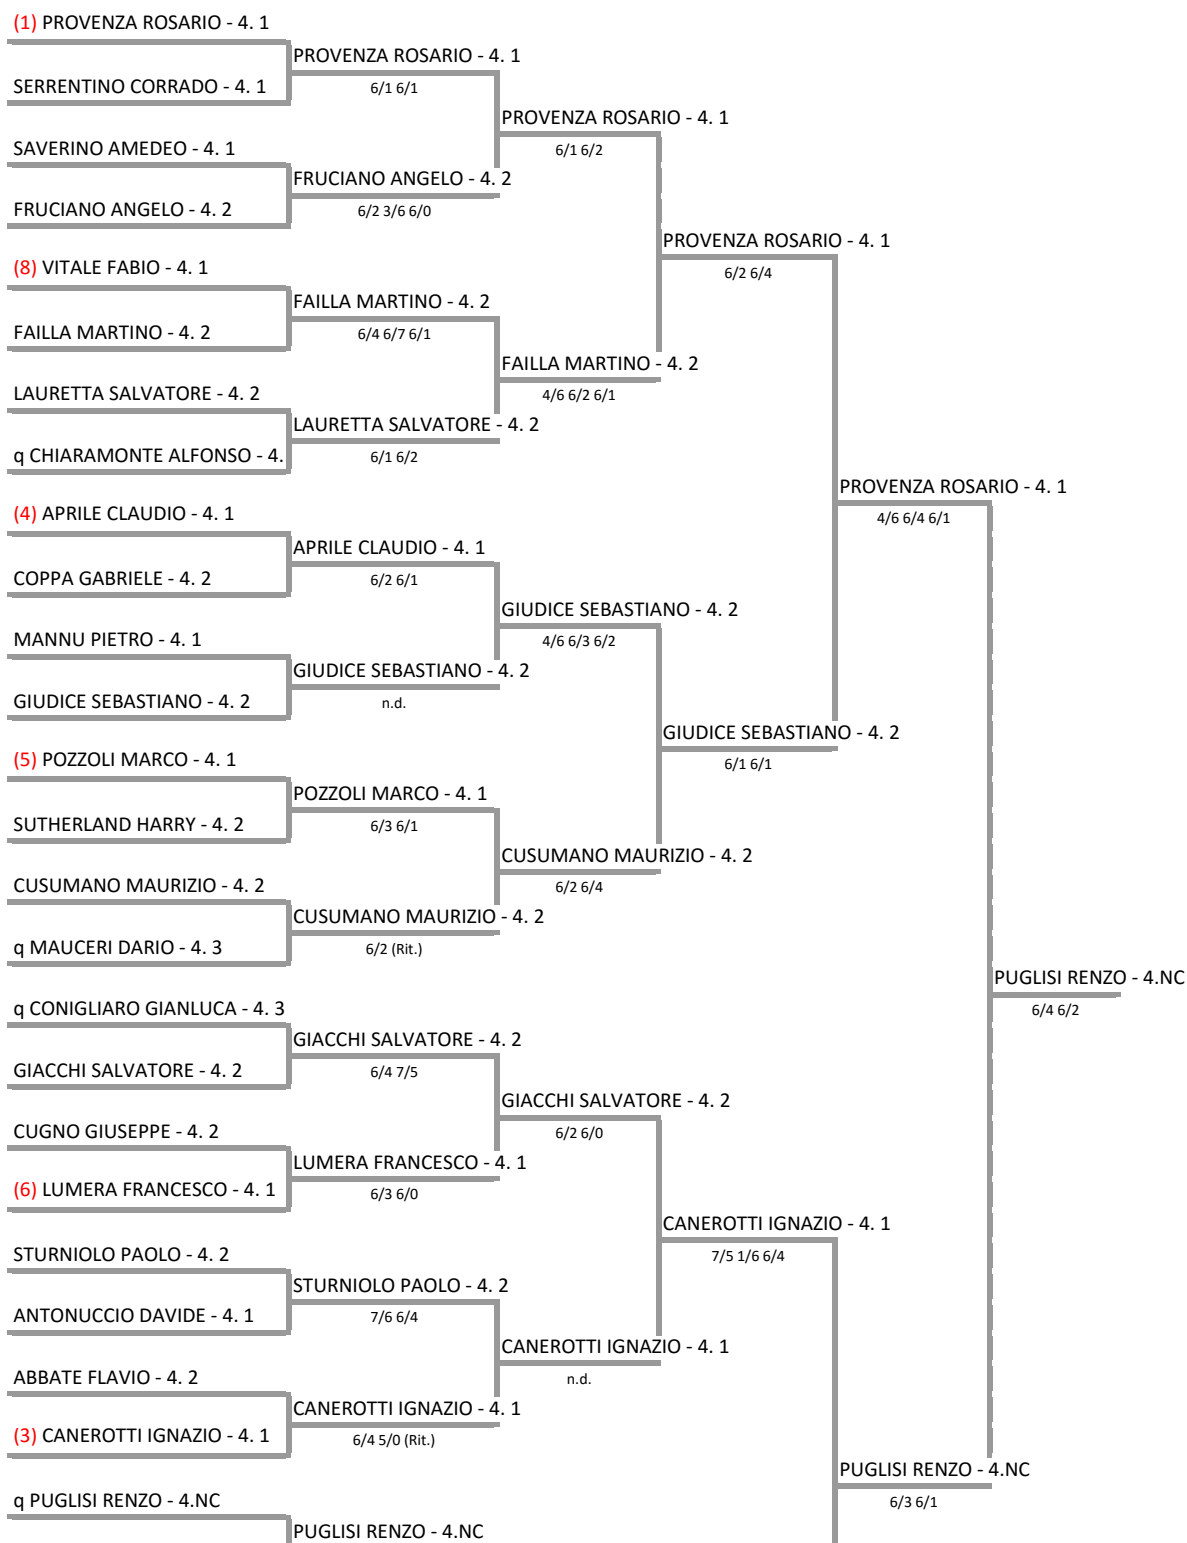 (1) PROVENZA ROSARIO - 4. 1
PROVENZA ROSARIO - 4. 1
SERRENTINO CORRADO - 4. 1
6/1 6/1
PROVENZA ROSARIO - 4. 1
SAVERINO AMEDEO - 4. 1
6/1 6/2
FRUCIANO ANGELO - 4. 2
FRUCIANO ANGELO - 4. 2
6/2 3/6 6/0
PROVENZA ROSARIO - 4. 1
(8) VITALE FABIO - 4. 1
6/2 6/4
FAILLA MARTINO - 4. 2
FAILLA MARTINO - 4. 2
6/4 6/7 6/1
FAILLA MARTINO - 4. 2
LAURETTA SALVATORE - 4. 2
4/6 6/2 6/1
LAURETTA SALVATORE - 4. 2
q CHIARAMONTE ALFONSO - 4.
6/1 6/2
PROVENZA ROSARIO - 4. 1
(4) APRILE CLAUDIO - 4. 1
4/6 6/4 6/1
APRILE CLAUDIO - 4. 1
COPPA GABRIELE - 4. 2
6/2 6/1
GIUDICE SEBASTIANO - 4. 2
MANNU PIETRO - 4. 1
4/6 6/3 6/2
GIUDICE SEBASTIANO - 4. 2
GIUDICE SEBASTIANO - 4. 2
n.d.
GIUDICE SEBASTIANO - 4. 2
(5) POZZOLI MARCO - 4. 1
6/1 6/1
POZZOLI MARCO - 4. 1
SUTHERLAND HARRY - 4. 2
6/3 6/1
CUSUMANO MAURIZIO - 4. 2
CUSUMANO MAURIZIO - 4. 2
6/2 6/4
CUSUMANO MAURIZIO - 4. 2
q MAUCERI DARIO - 4. 3
6/2 (Rit.)
PUGLISI RENZO - 4.NC
q CONIGLIARO GIANLUCA - 4. 3
6/4 6/2
GIACCHI SALVATORE - 4. 2
GIACCHI SALVATORE - 4. 2
6/4 7/5
GIACCHI SALVATORE - 4. 2
CUGNO GIUSEPPE - 4. 2
6/2 6/0
LUMERA FRANCESCO - 4. 1
(6) LUMERA FRANCESCO - 4. 1
6/3 6/0
CANEROTTI IGNAZIO - 4. 1
STURNIOLO PAOLO - 4. 2
7/5 1/6 6/4
STURNIOLO PAOLO - 4. 2
ANTONUCCIO DAVIDE - 4. 1
7/6 6/4
CANEROTTI IGNAZIO - 4. 1
ABBATE FLAVIO - 4. 2
n.d.
CANEROTTI IGNAZIO - 4. 1
(3) CANEROTTI IGNAZIO - 4. 1
6/4 5/0 (Rit.)
PUGLISI RENZO - 4.NC
q PUGLISI RENZO - 4.NC
6/3 6/1
PUGLISI RENZO - 4.NC